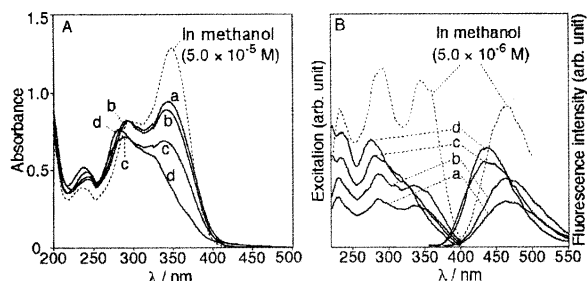 A
In methanol
(5.0 × 10⁻⁵ M)
a
b
b
d
c
c
d
Absorbance
1.5
1.0
0.5
0
200 250 300 350 400 450 500
λ / nm
B
In methanol
(5.0 × 10⁻⁶ M)
d
c
b
a
Excitation (arb. unit)
Fluorescence intensity (arb. unit)
250 300 350 400 450 500 550
λ / nm